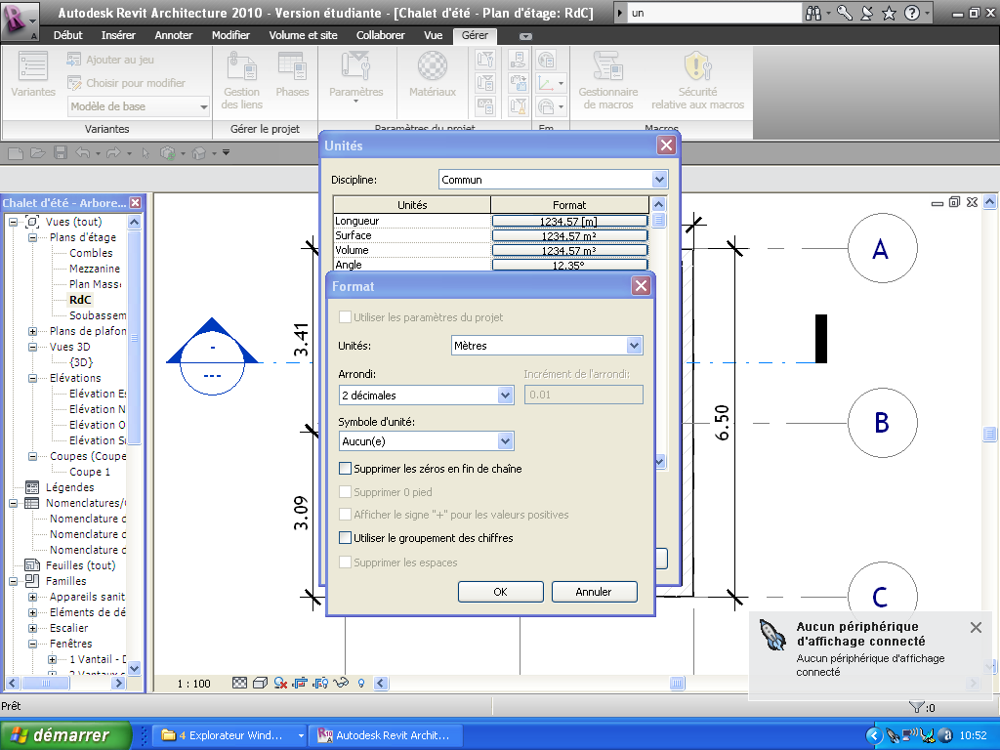 Autodesk Revit Architecture 2010 - Version étudiante - [Chalet d'été - Plan d'étage: RdC]
un
Début Insérer Annoter Modifier Volume et site Collaborer Vue Gérer
Variantes
Ajouter au jeu
Choisir pour modifier
Modèle de base
Gestion des liens
Phases
Paramètres
Matériaux
Gestionnaire de macros
Sécurité relative aux macros
Variantes Gérer le projet Paramètres du projet Em... Macros
Chalet d'été - Arbore...
Vues (tout)
Plans d'étage
Combles
Mezzanine
Plan Masse
RdC
Soubassem
Plans de plafon
Vues 3D
{3D}
Elévations
Elévation Es
Elévation N
Elévation O
Elévation Su
Coupes (Coupe
Coupe 1
Légendes
Nomenclatures/
Nomenclature d
Nomenclature d
Nomenclature d
Feuilles (tout)
Familles
Appareils sanit
Eléments de dé
Escalier
Fenêtres
1 Vantail - D
2 Vantaux
-
---
3.41
3.09
6.50
A
B
C
Unités
Discipline:
Commun
Unités Format
Longueur 1234.57 [m]
Surface 1234.57 m²
Volume 1234.57 m³
Angle 12.35°
Format
Utiliser les paramètres du projet
Unités: Mètres
Arrondi: Incrément de l'arrondi:
2 décimales 0.01
Symbole d'unité:
Aucun(e)
Supprimer les zéros en fin de chaîne
Supprimer 0 pied
Afficher le signe "+" pour les valeurs positives
Utiliser le groupement des chiffres
Supprimer les espaces
OK Annuler
Aucun périphérique
d'affichage connecté
Aucun périphérique d'affichage
connecté
1 : 100
Prêt
:0
démarrer
4 Explorateur Wind...
Autodesk Revit Archit...
10:52